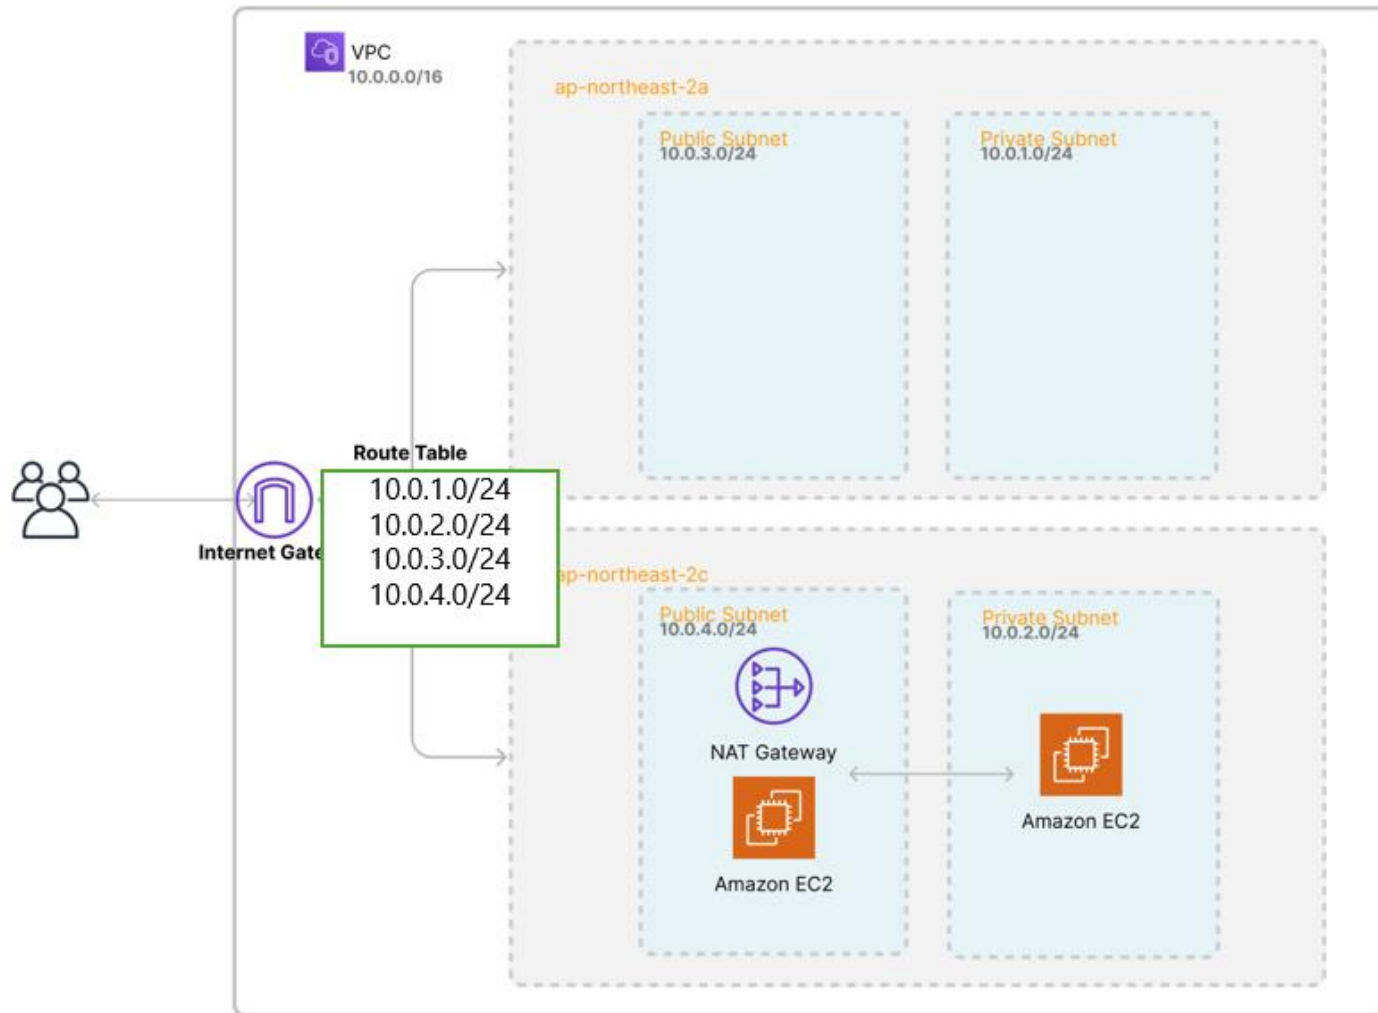 VPC
10.0.0.0/16
ap-northeast-2a
Public Subnet
10.0.3.0/24
Private Subnet
10.0.1.0/24
Route Table
10.0.1.0/24
10.0.2.0/24
10.0.3.0/24
10.0.4.0/24
Internet Gate
ap-northeast-2c
Public Subnet
10.0.4.0/24
Private Subnet
10.0.2.0/24
NAT Gateway
Amazon EC2
Amazon EC2